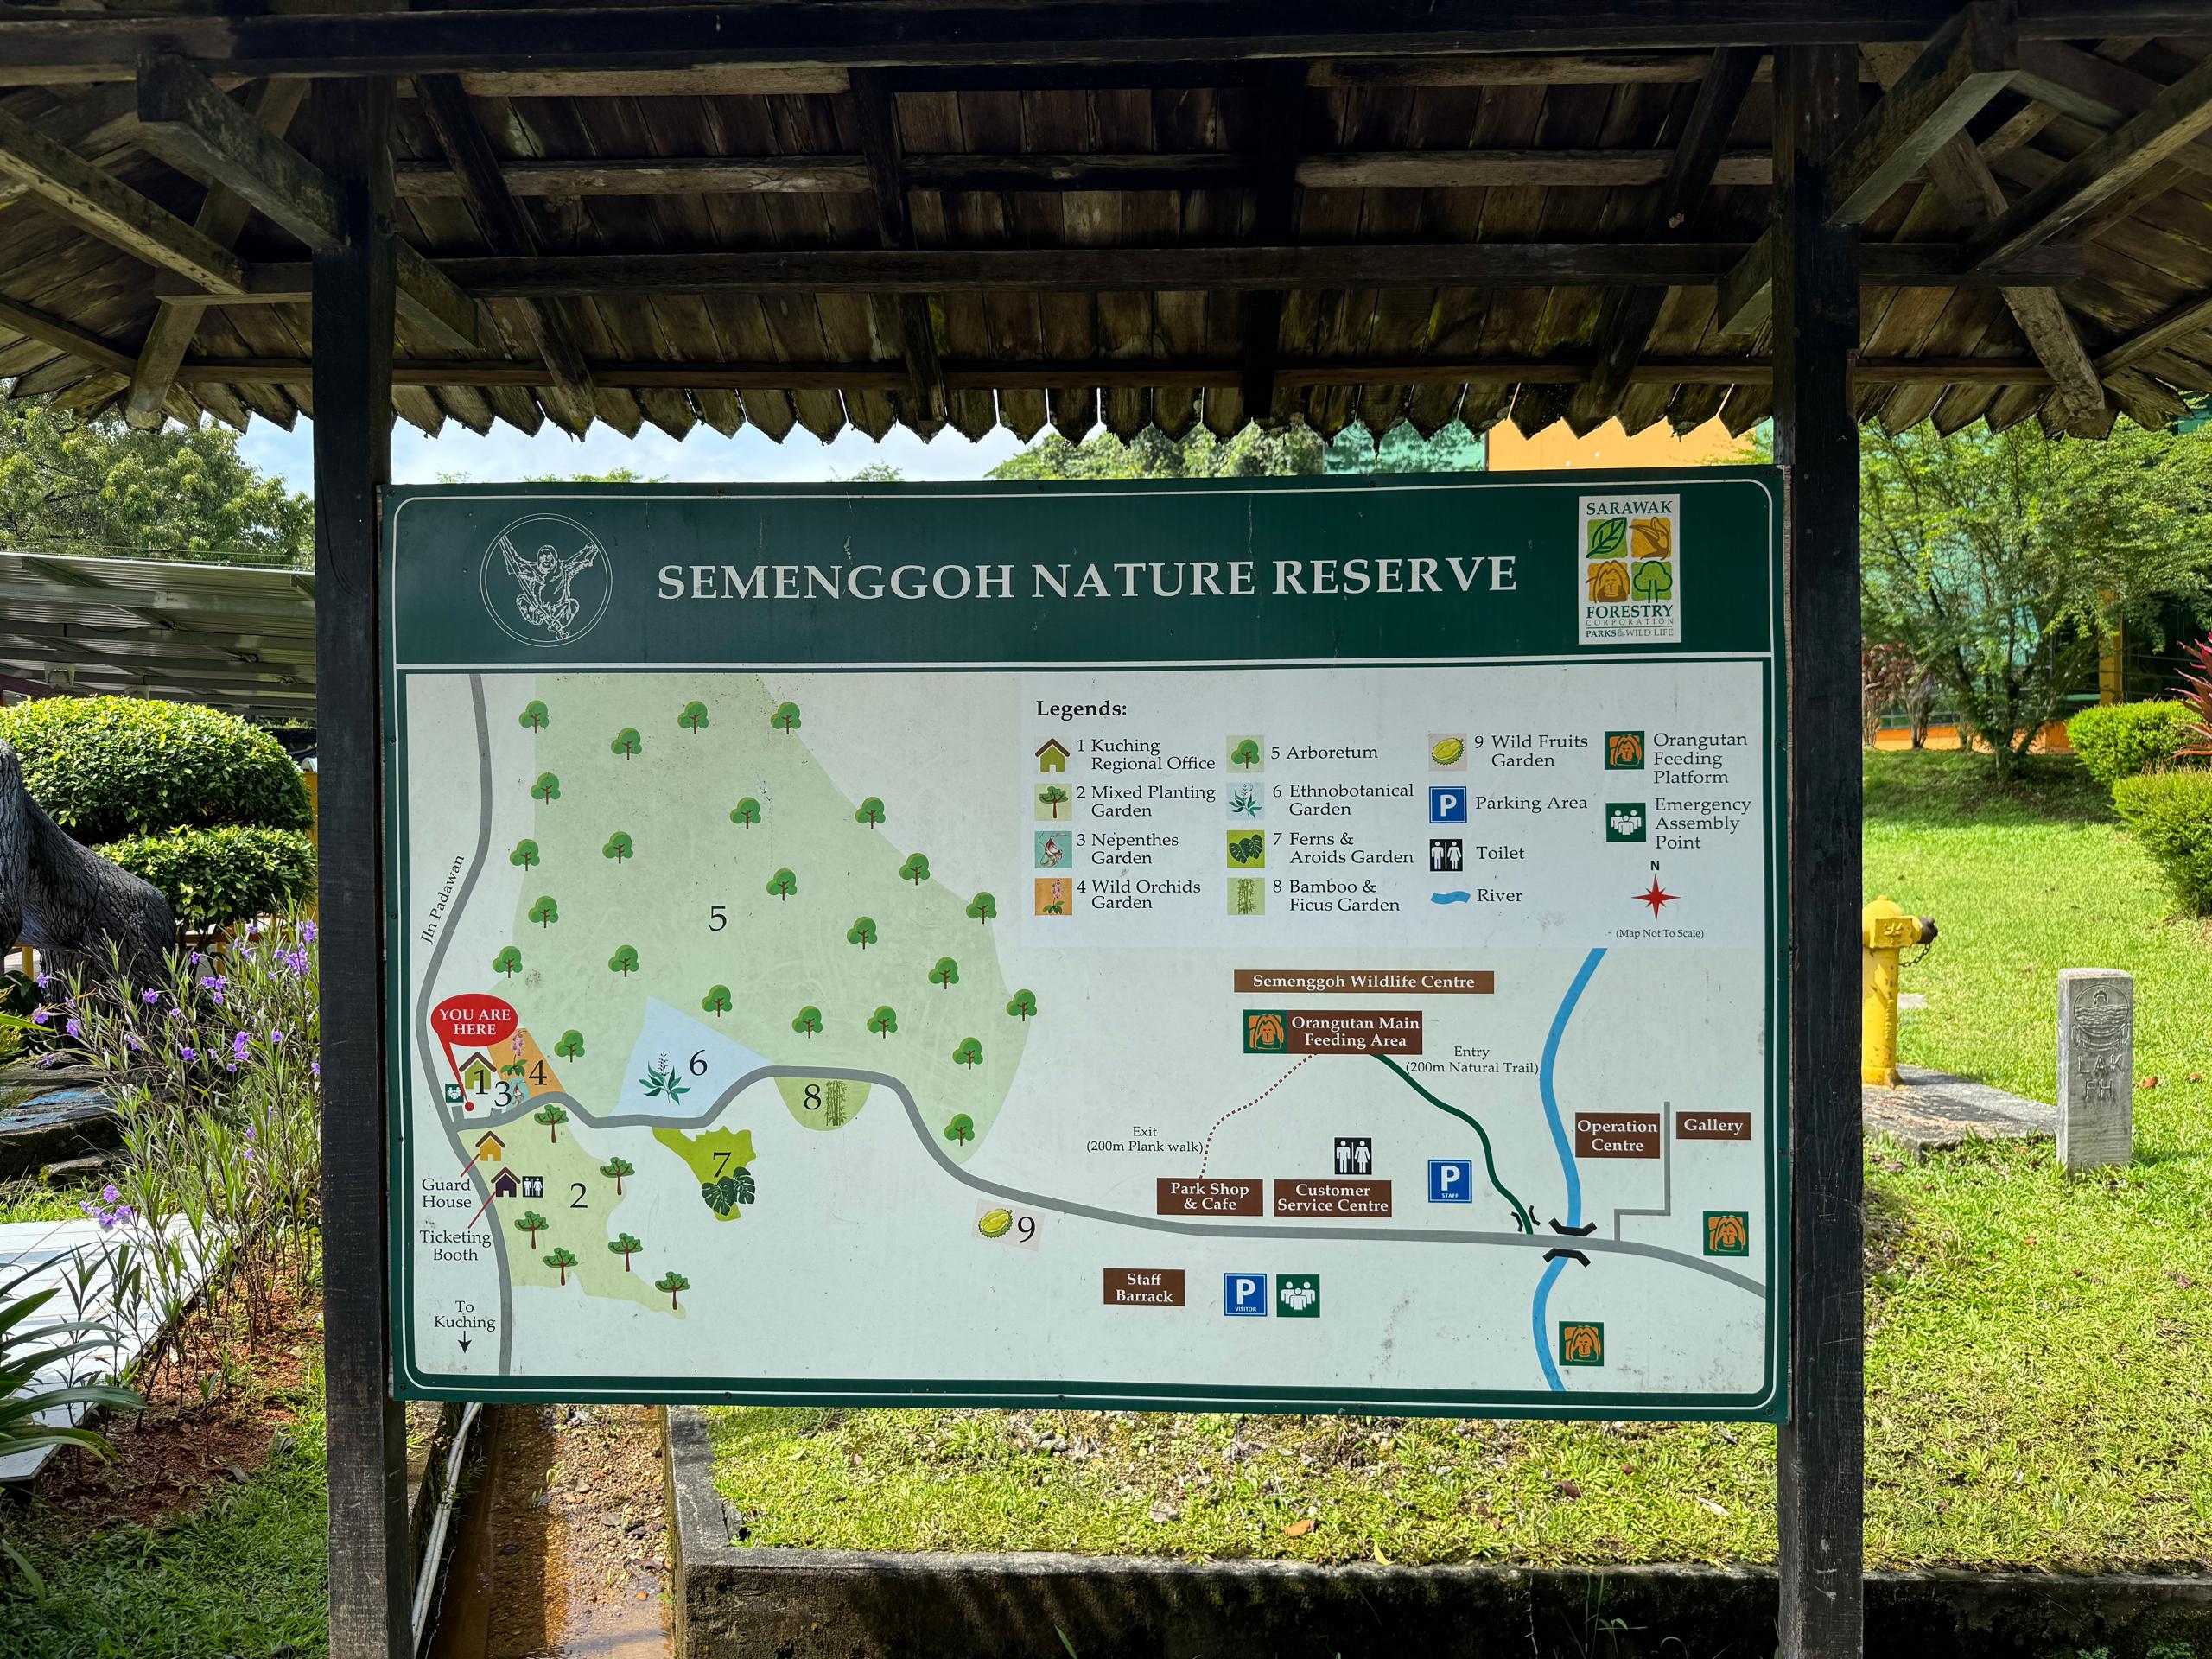 SEMENGGOH NATURE RESERVE
SARAWAK
FORESTRY
CORPORATION
PARKS & WILD LIFE
Legends:
1 Kuching
Regional Office
2 Mixed Planting
Garden
3 Nepenthes
Garden
4 Wild Orchids
Garden
5 Arboretum
6 Ethnobotanical
Garden
7 Ferns &
Aroids Garden
8 Bamboo &
Ficus Garden
9 Wild Fruits
Garden
P Parking Area
Toilet
River
Orangutan
Feeding
Platform
Emergency
Assembly
Point
N
(Map Not To Scale)
Jln Padawan
5
YOU ARE
HERE
1
3
4
6
8
7
2
9
Guard
House
Ticketing
Booth
To
Kuching
Semenggoh Wildlife Centre
Orangutan Main
Feeding Area
Entry
(200m Natural Trail)
Exit
(200m Plank walk)
Park Shop
& Cafe
Customer
Service Centre
P
STAFF
Operation
Centre
Gallery
Staff
Barrack
P
VISITOR
LAK
FH